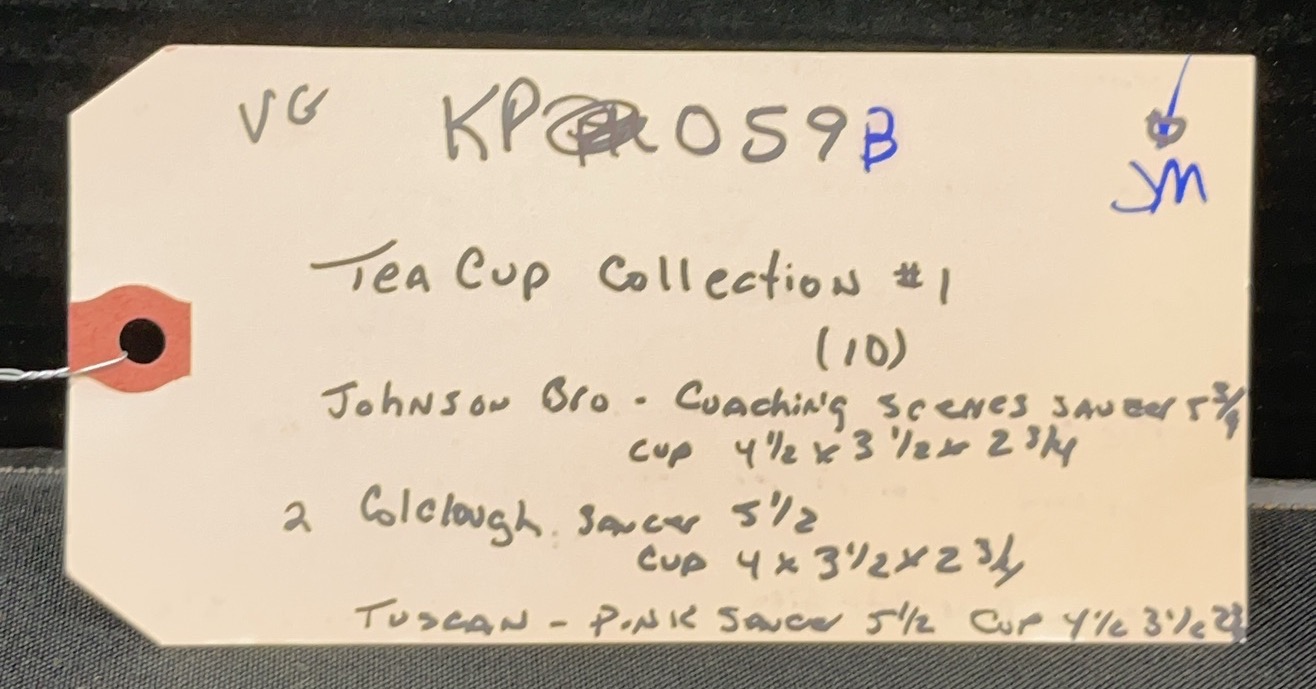 VG KP 059B
JM
Tea Cup Collection #1
(10)
Johnson Bro - Coaching Scenes Saucer 5 3/4
Cup 4 1/2 x 3 1/2 x 2 3/4
2 Colclough. Saucer 5 1/2
Cup 4 x 3 1/2 x 2 3/4
Tuscan - Pink Saucer 5 1/2 Cup 4 1/2 3 1/2